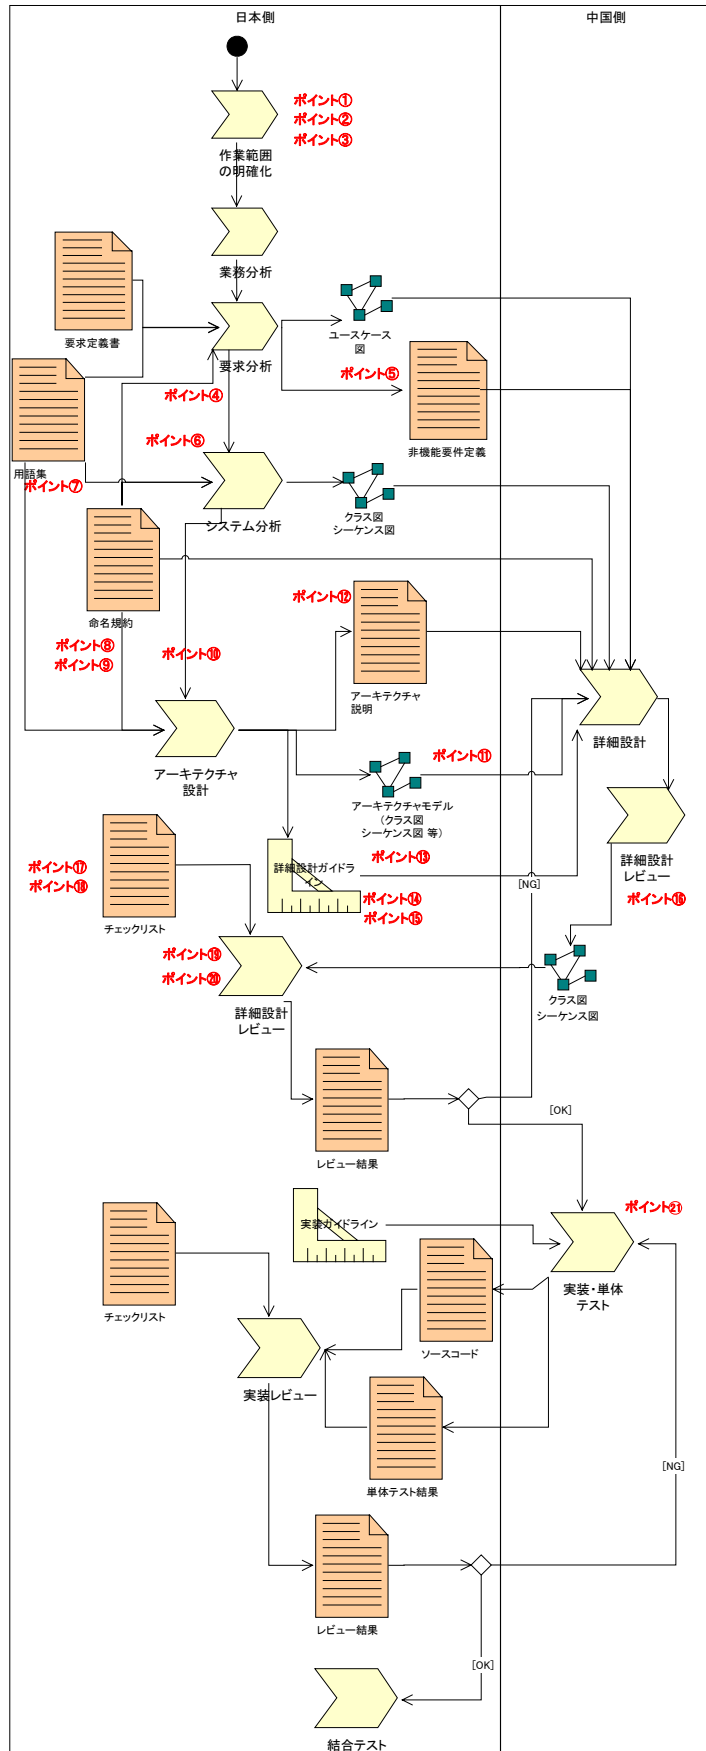 日本側
中国側
ポイント①
ポイント②
ポイント③
作業範囲
の明確化
業務分析
要求定義書
要求分析
ユースケース
図
ポイント④
ポイント⑤
非機能要件定義
ポイント⑥
用語集
ポイント⑦
システム分析
クラス図
シーケンス図
命名規約
ポイント⑧
ポイント⑨
ポイント⑩
ポイント⑫
アーキテクチャ
説明
アーキテクチャ
設計
ポイント⑪
アーキテクチャモデル
(クラス図
シーケンス図 等)
詳細設計
詳細設計
レビュー
ポイント⑬
詳細設計ガイドラ
イン
ポイント⑭
ポイント⑮
[NG]
ポイント⑯
ポイント⑰
ポイント⑱
チェックリスト
ポイント⑲
ポイント⑳
詳細設計
レビュー
クラス図
シーケンス図
レビュー結果
[OK]
実装ガイドライン
ポイント㉑
実装・単体
テスト
チェックリスト
ソースコード
実装レビュー
単体テスト結果
[NG]
レビュー結果
[OK]
結合テスト